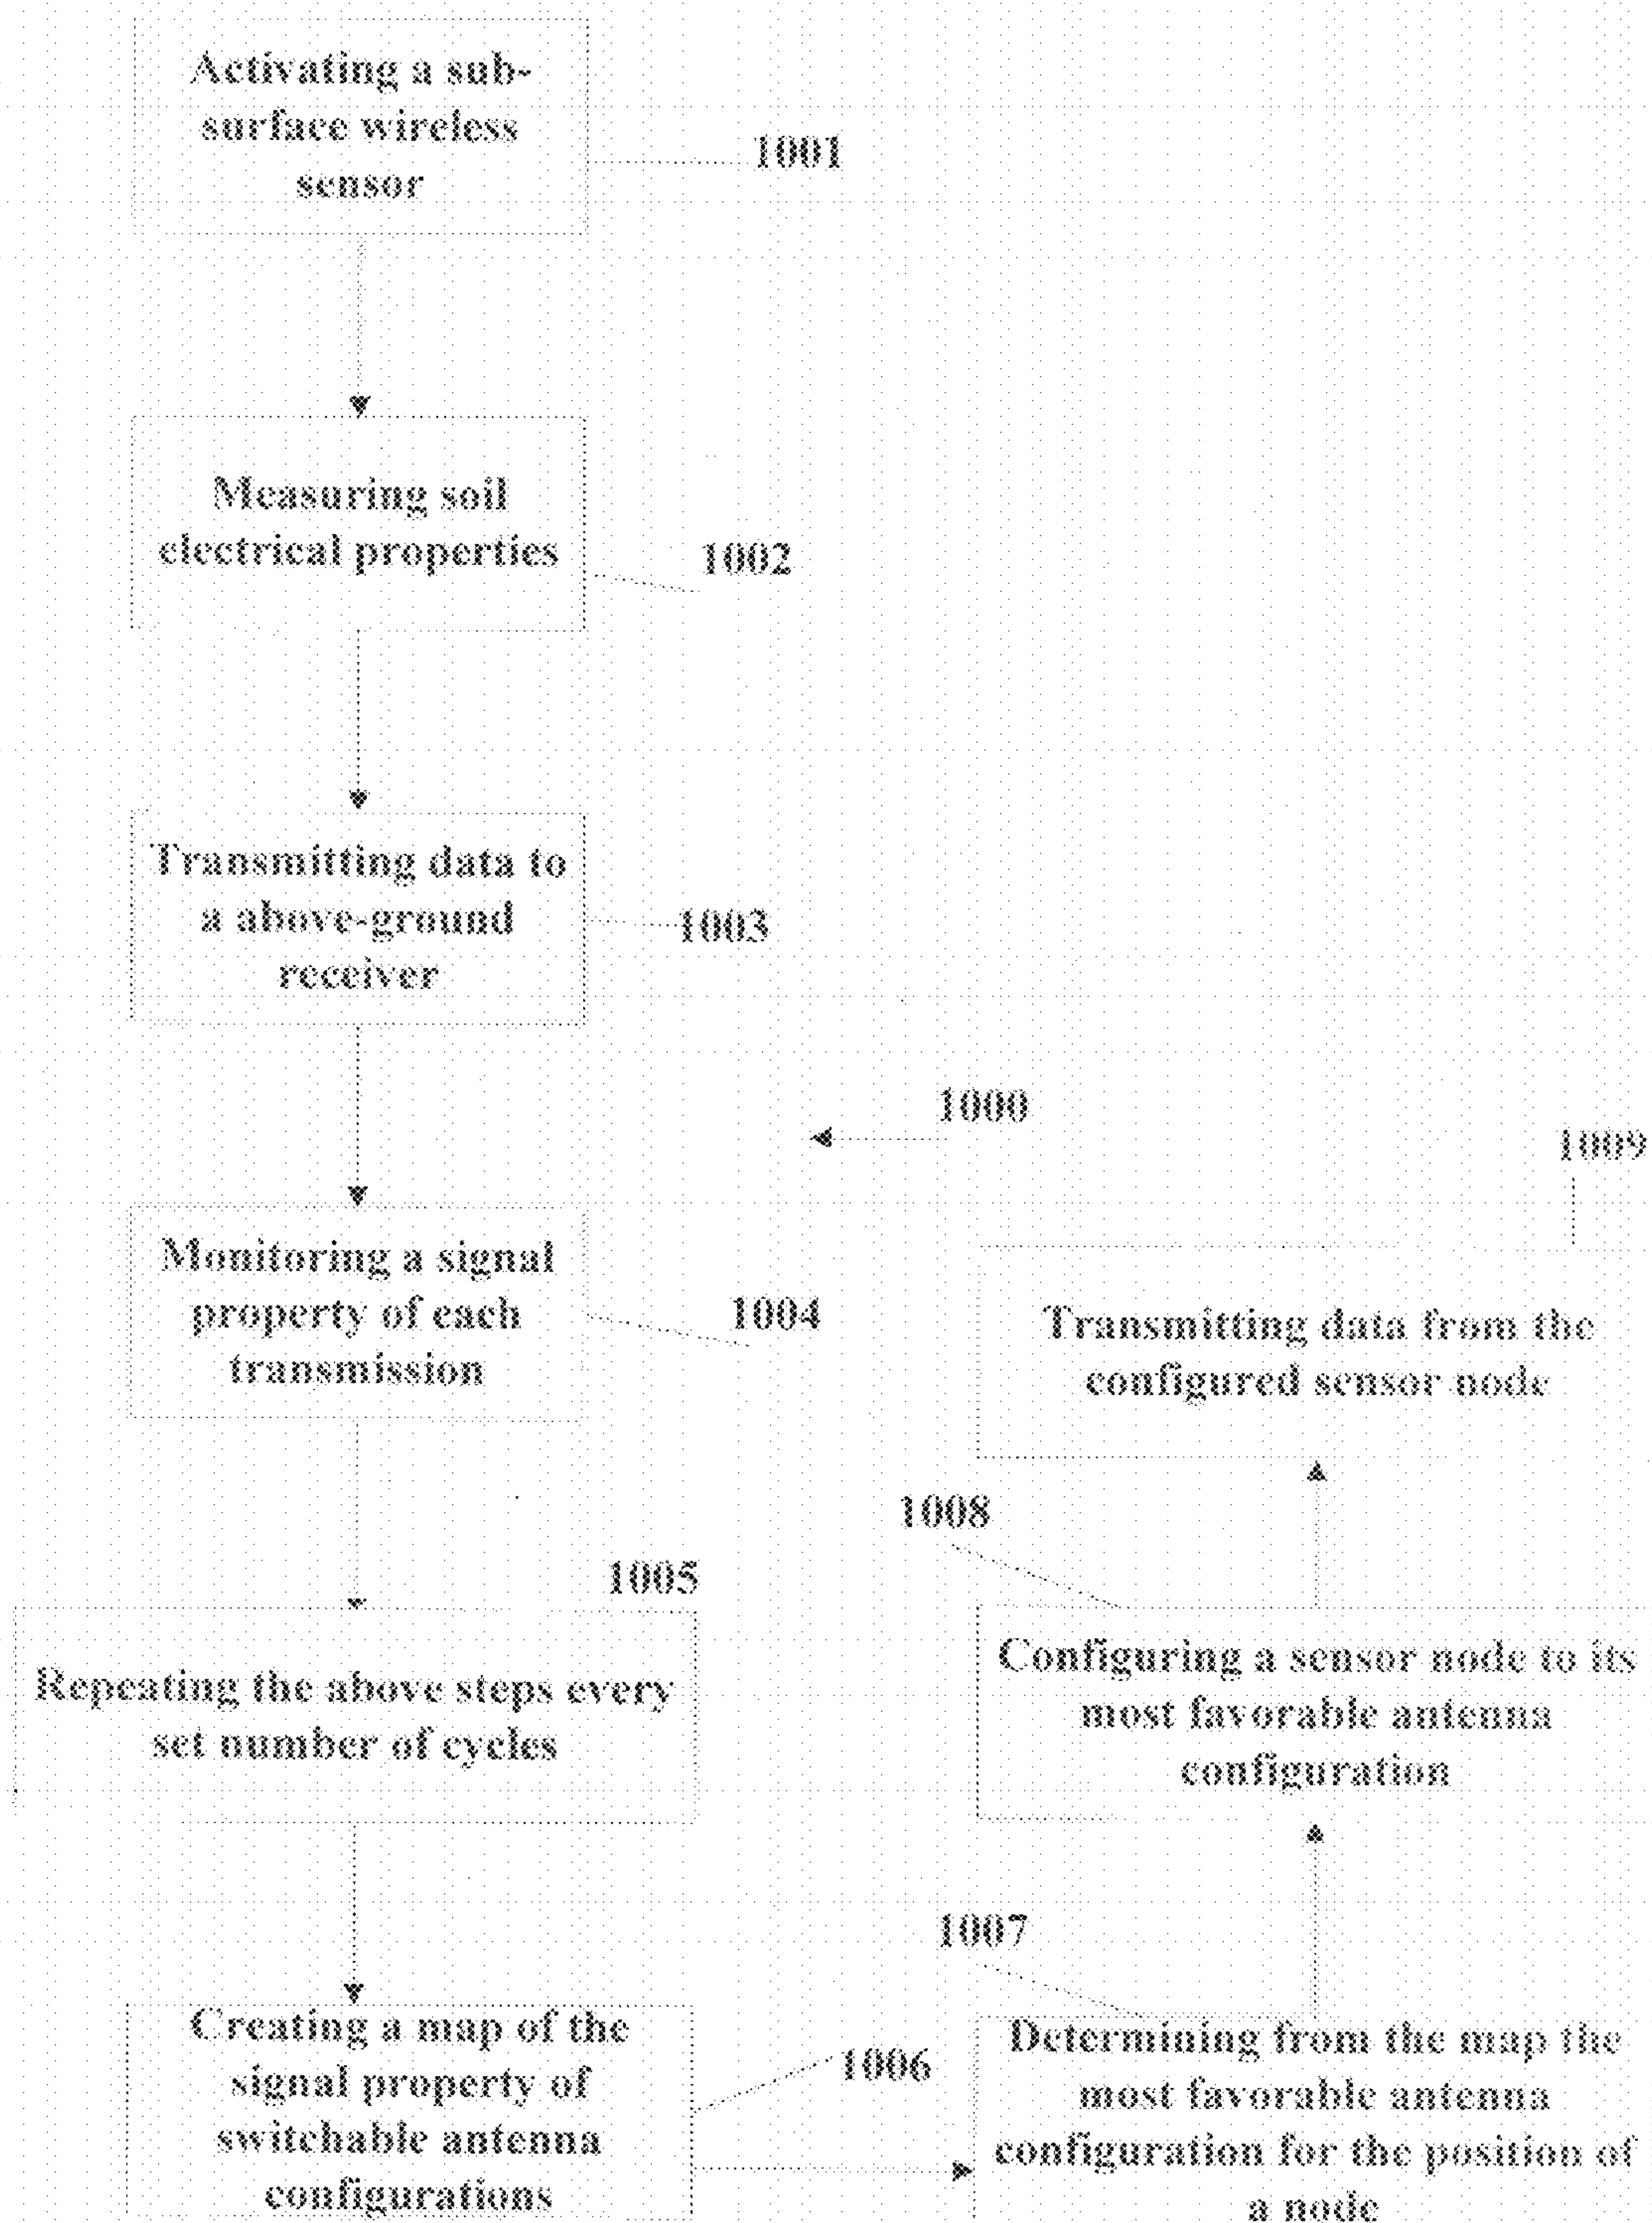 Activating a sub-
surface wireless
sensor
1001
Measuring soil
electrical properties
1002
Transmitting data to
a above-ground
receiver
1003
1000
Monitoring a signal
property of each
transmission
1004
1005
Repeating the above steps every
set number of cycles
Creating a map of the
signal property of
switchable antenna
configurations
1006
1007
Determining from the map the
most favorable antenna
configuration for the position of
a node
1008
Configuring a sensor node to its
most favorable antenna
configuration
1009
Transmitting data from the
configured sensor node